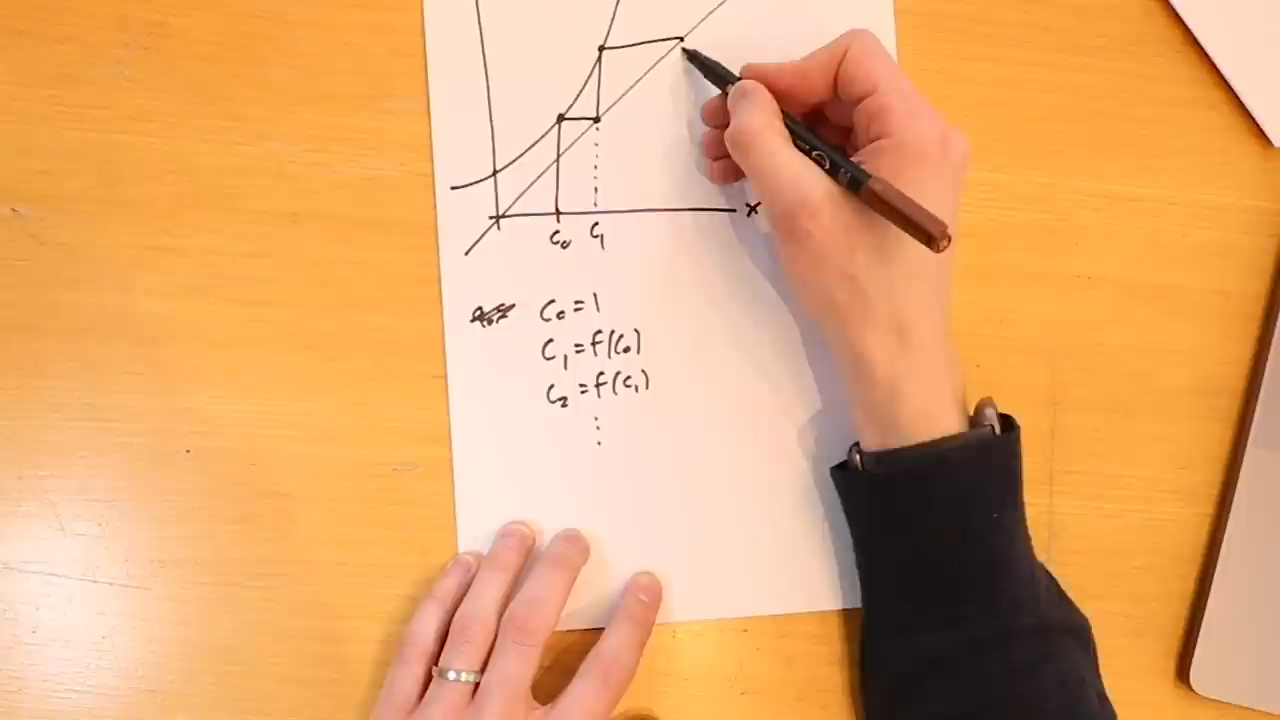 x
c₀ c₁
c₀=1
c₁=f(c₀)
c₂=f(c₁)
⋮